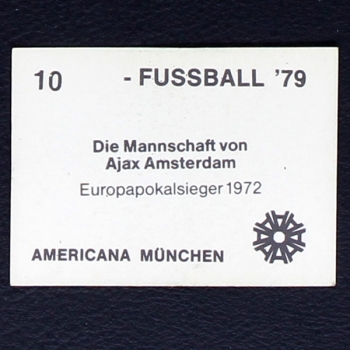 10 - FUSSBALL '79
Die Mannschaft von
Ajax Amsterdam
Europapokalsieger 1972
AMERICANA MÜNCHEN